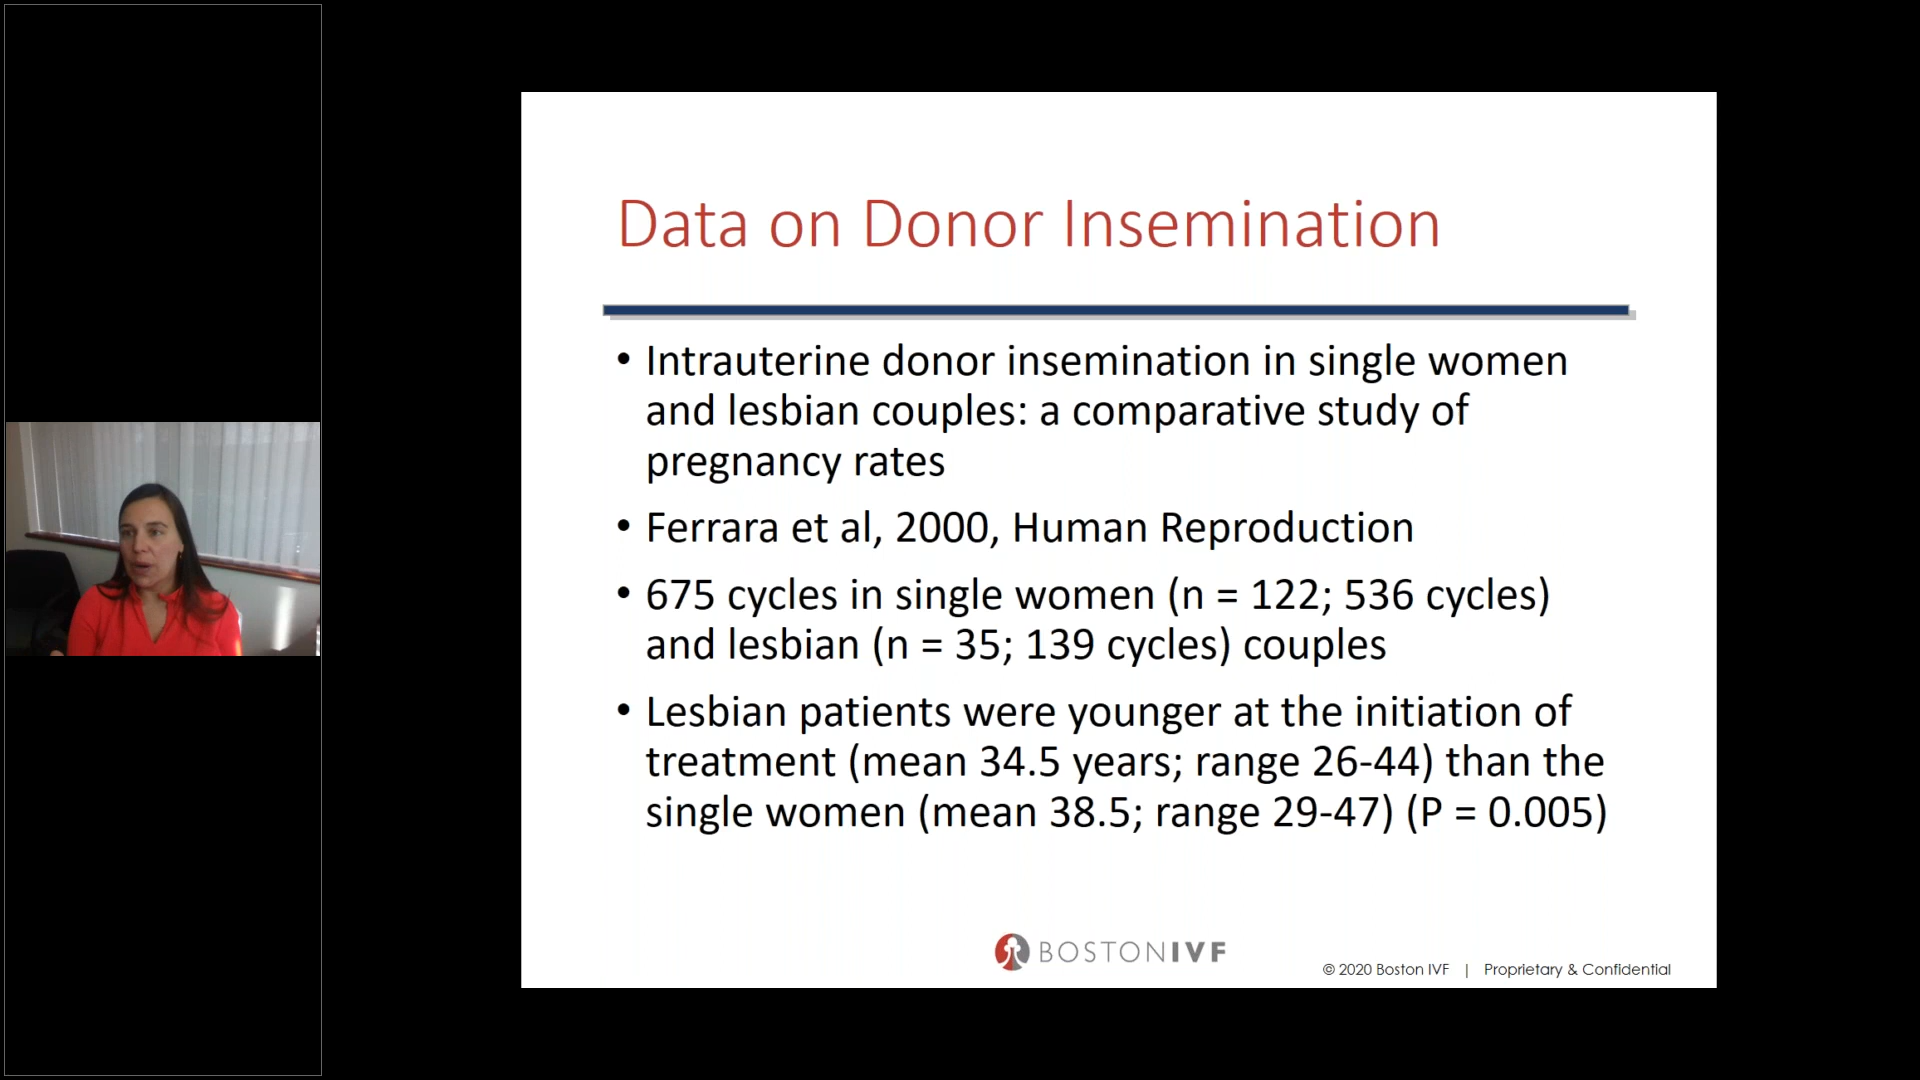 Data on Donor Insemination
• Intrauterine donor insemination in single women
and lesbian couples: a comparative study of
pregnancy rates
• Ferrara et al, 2000, Human Reproduction
• 675 cycles in single women (n = 122; 536 cycles)
and lesbian (n = 35; 139 cycles) couples
• Lesbian patients were younger at the initiation of
treatment (mean 34.5 years; range 26-44) than the
single women (mean 38.5; range 29-47) (P = 0.005)
BOSTONIVF
© 2020 Boston IVF | Proprietary & Confidential